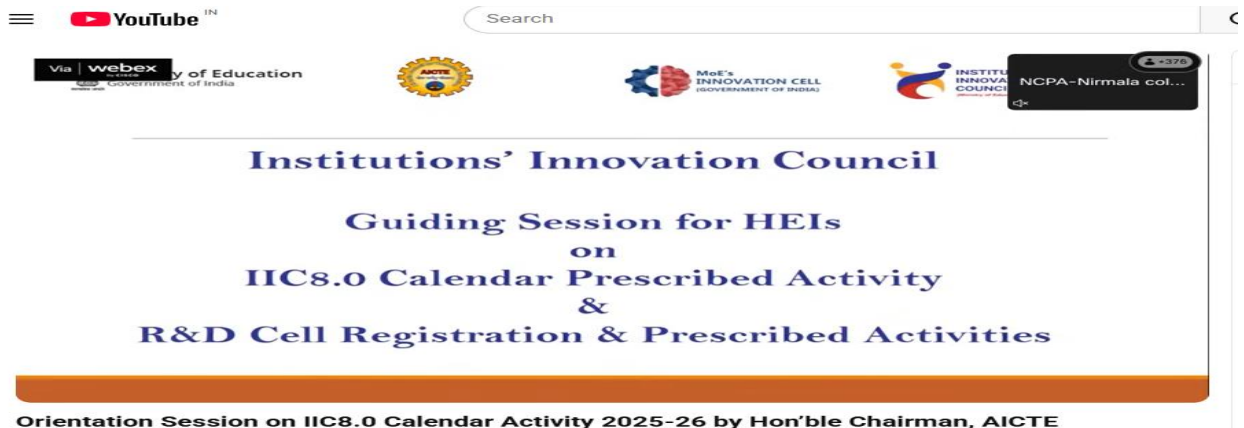 YouTube IN
Search
Via webex
by CISCO
y of Education
Government of India
AICTE
MoE's
INNOVATION CELL
(GOVERNMENT OF INDIA)
INSTITU
INNOVA
COUNCI
+376
NCPA-Nirmala col...
Institutions' Innovation Council
Guiding Session for HEIs
on
IIC8.0 Calendar Prescribed Activity
&
R&D Cell Registration & Prescribed Activities
Orientation Session on IIC8.0 Calendar Activity 2025-26 by Hon'ble Chairman, AICTE